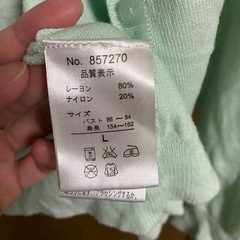 No. 857270
品質表示
レーヨン 80%
ナイロン 20%
サイズ
バスト 86 ～ 94
身長 154～162
L